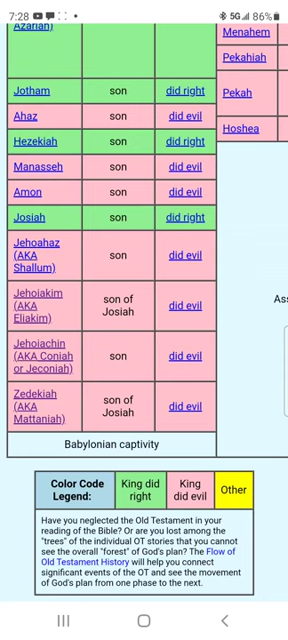 7:28
5G 86%
Azariah)
Menahem
Pekahiah
Jotham son did right
Pekah
Ahaz son did evil
Hoshea
Hezekiah son did right
Manasseh son did evil
Amon son did evil
Josiah son did right
Jehoahaz
(AKA
Shallum)
son
did evil
Jehoiakim
(AKA
Eliakim)
son of
Josiah
did evil
Ass
Jehoiachin
(AKA Coniah
or Jeconiah)
son
did evil
Zedekiah
(AKA
Mattaniah)
son of
Josiah
did evil
Babylonian captivity
Color Code
Legend:
King did
right
King
did evil
Other
Have you neglected the Old Testament in your
reading of the Bible? Or are you lost among the
"trees" of the individual OT stories that you cannot
see the overall "forest" of God's plan? The Flow of
Old Testament History will help you connect
significant events of the OT and see the movement
of God's plan from one phase to the next.